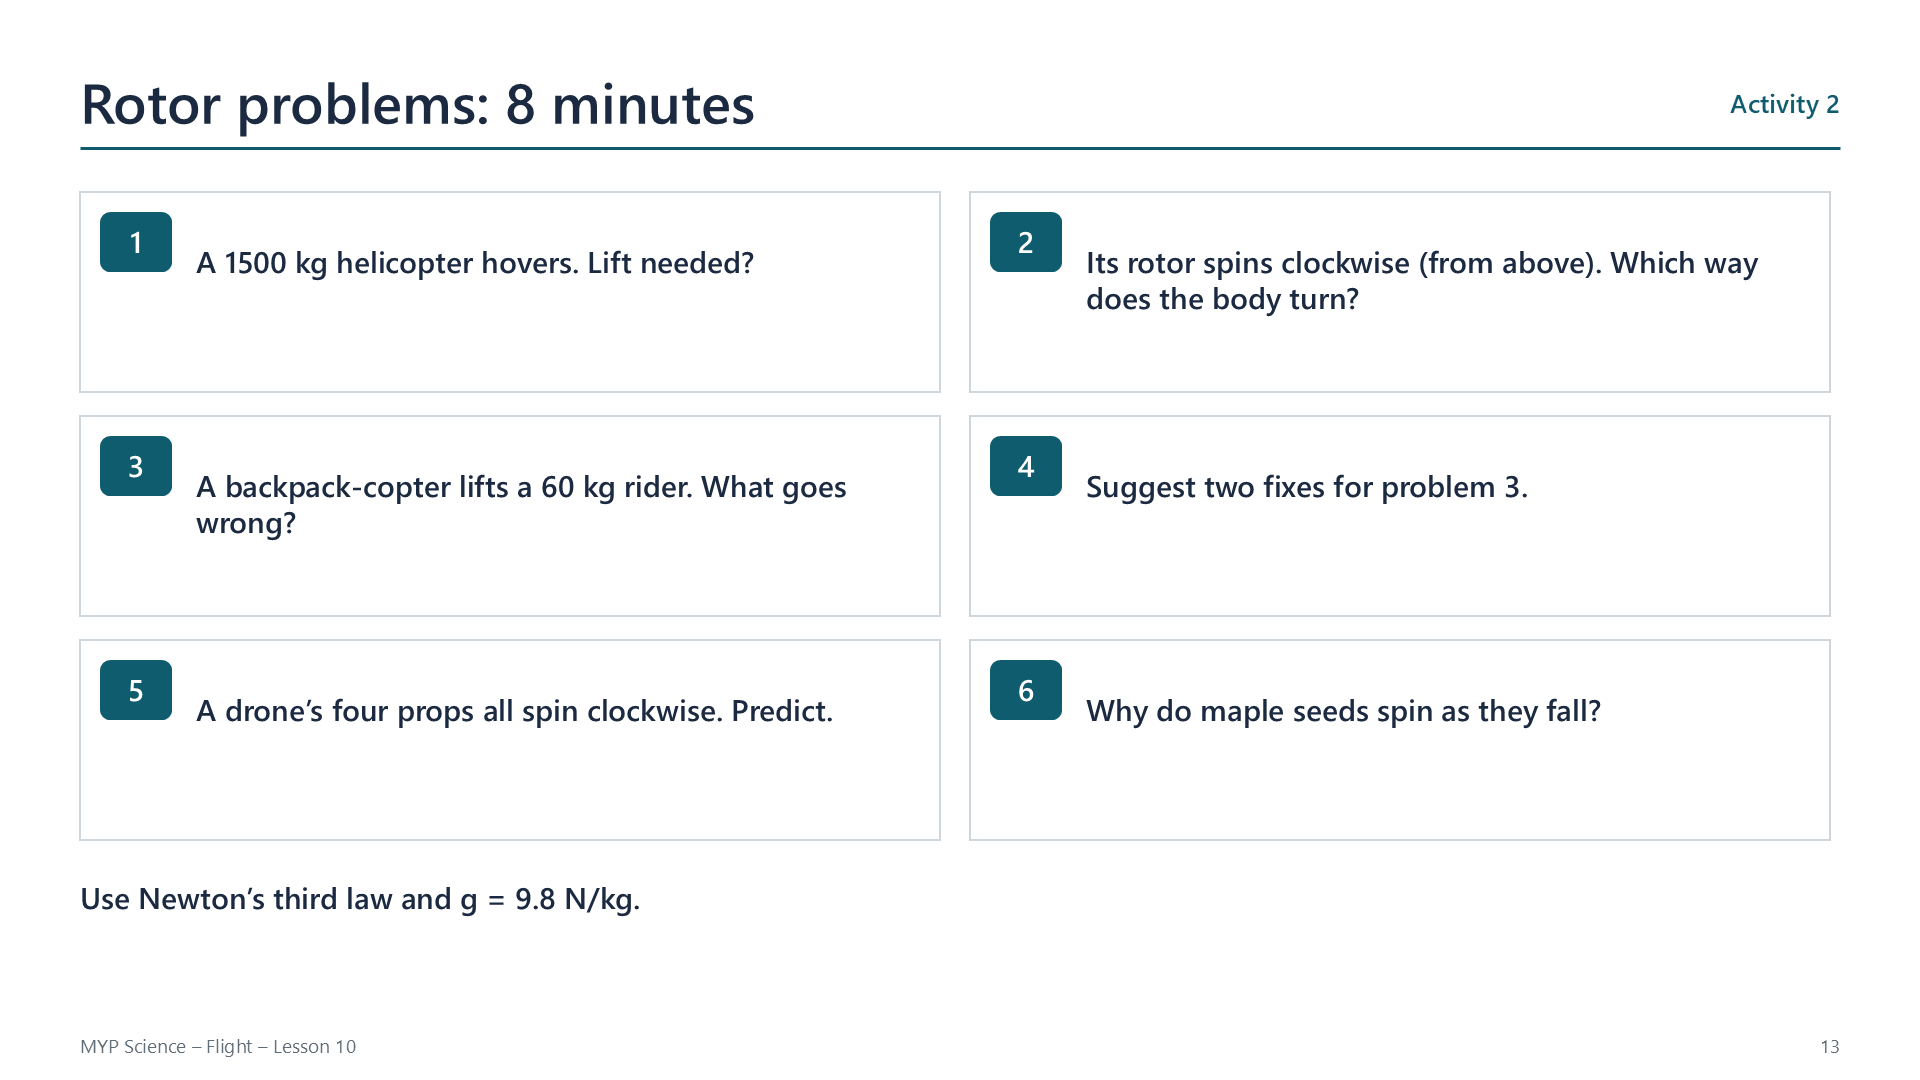 Rotor problems: 8 minutes
Activity 2
1
A 1500 kg helicopter hovers. Lift needed?
2
Its rotor spins clockwise (from above). Which way
does the body turn?
3
A backpack-copter lifts a 60 kg rider. What goes
wrong?
4
Suggest two fixes for problem 3.
5
A drone’s four props all spin clockwise. Predict.
6
Why do maple seeds spin as they fall?
Use Newton’s third law and g = 9.8 N/kg.
MYP Science – Flight – Lesson 10
13